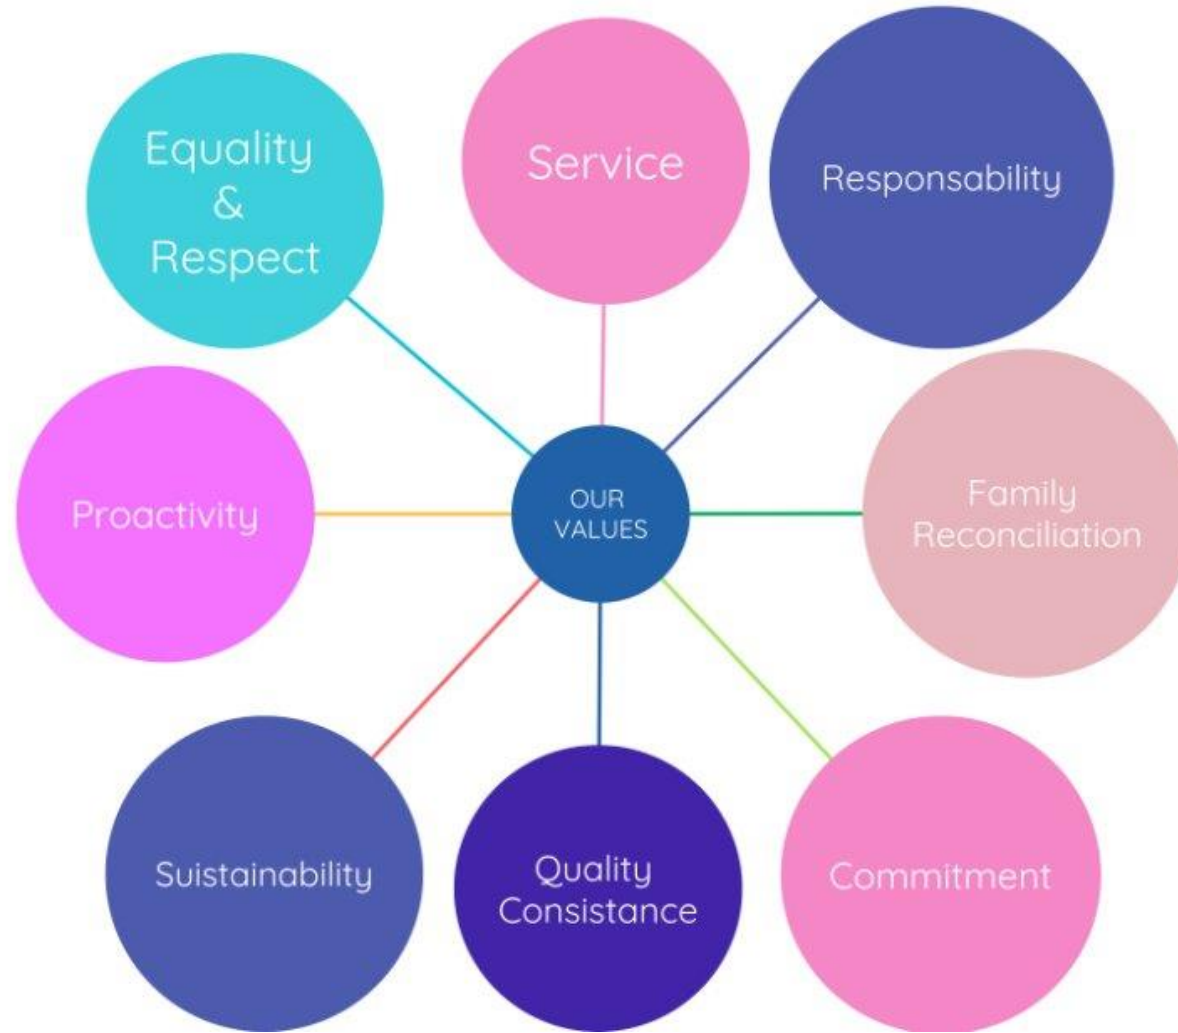 Equality
&
Respect
Service
Responsability
Proactivity
OUR
VALUES
Family
Reconciliation
Suistainability
Quality
Consistance
Commitment